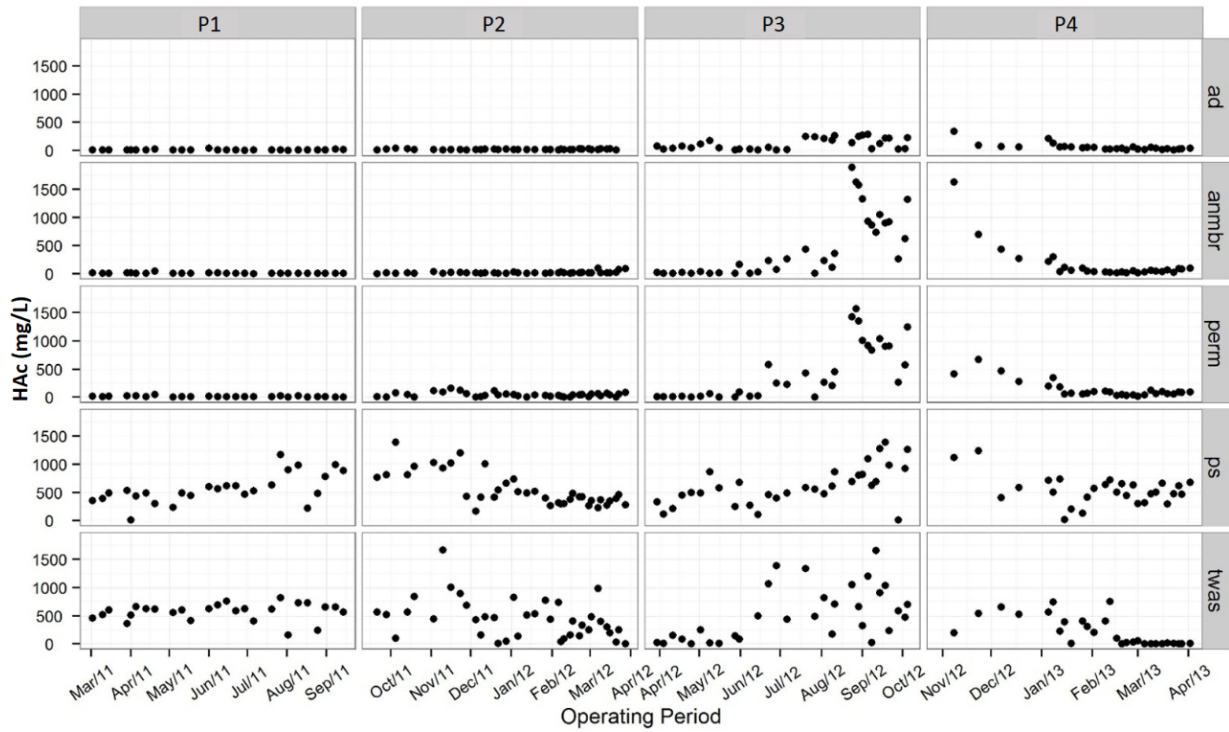 P1 P2 P3 P4
1500
1000
500
0
ad
1500
1000
500
0
anmbr
HAc (mg/L)
1500
1000
500
0
perm
1500
1000
500
0
ps
1500
1000
500
0
twas
Mar/11 Apr/11 May/11 Jun/11 Jul/11 Aug/11 Sep/11 Oct/11 Nov/11 Dec/11 Jan/12 Feb/12 Mar/12 Apr/12 Apr/12 May/12 Jun/12 Jul/12 Aug/12 Sep/12 Oct/12 Nov/12 Dec/12 Jan/13 Feb/13 Mar/13 Apr/13
Operating Period